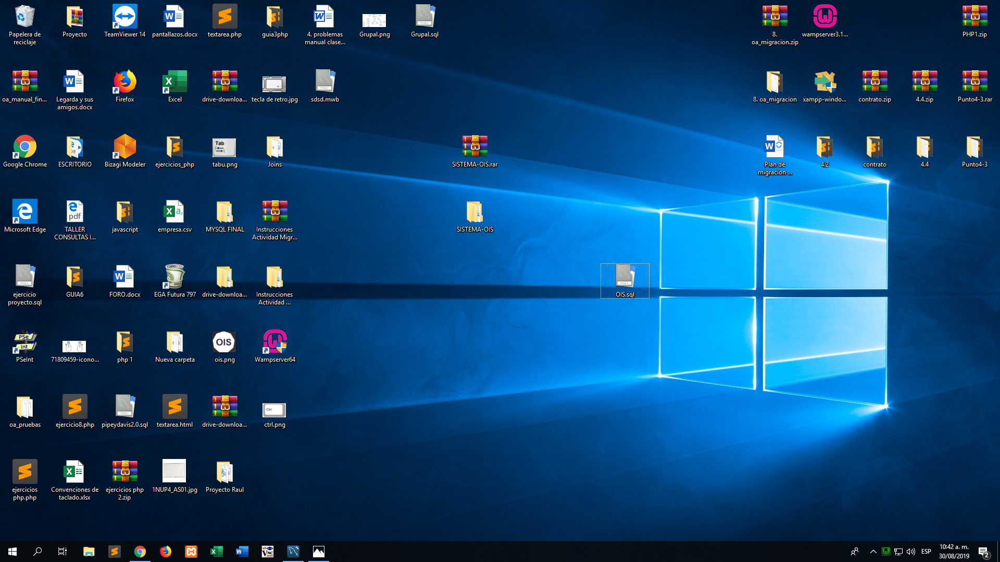 Papelera de
reciclaje
Proyecto
TeamViewer 14
pantallazos.docx
textarea.php
guia3php
4. problemas
manual clase...
Grupal.png
Grupal.sql
8.
oa_migracion.zip
wampserver3.1...
PHP1.zip
oa_manual_fin...
Legarda y sus
amigos.docx
Firefox
Excel
drive-downloa...
tecla de retro.jpg
sdsd.mwb
8. oa_migracion
xampp-windo...
contrato.zip
4.4.zip
Punto4-3.rar
Google Chrome
ESCRITORIO
Bizagi Modeler
ejercicios_php
Tab
tabu.png
Joins
SISTEMA-OIS.rar
Plan de
migracion ...
4.2
contrato
4.4
Punto4-3
Microsoft Edge
pdf
TALLER
CONSULTAS I...
javascript
empresa.csv
MYSQL FINAL
Instrucciones
Actividad Migr...
SISTEMA-OIS
ejercicio
proyecto.sql
GUIA6
FORO.docx
EGA Futura 797
drive-downloa...
Instrucciones
Actividad ...
OIS.sql
PSe
Int
PSeInt
71809459-icono...
php 1
Nueva carpeta
OIS
ois.png
Wampserver64
oa_pruebas
ejercicio8.php
pipeydavis2.0.sql
textarea.html
drive-downloa...
Ctrl
ctrl.png
ejercicios
php.php
Convenciones de
taclado.xlsx
ejercicios php
2.zip
1NUP4_AS01.jpg
Proyecto Raul
VNC
ESP
10:42 a. m.
30/08/2019
2